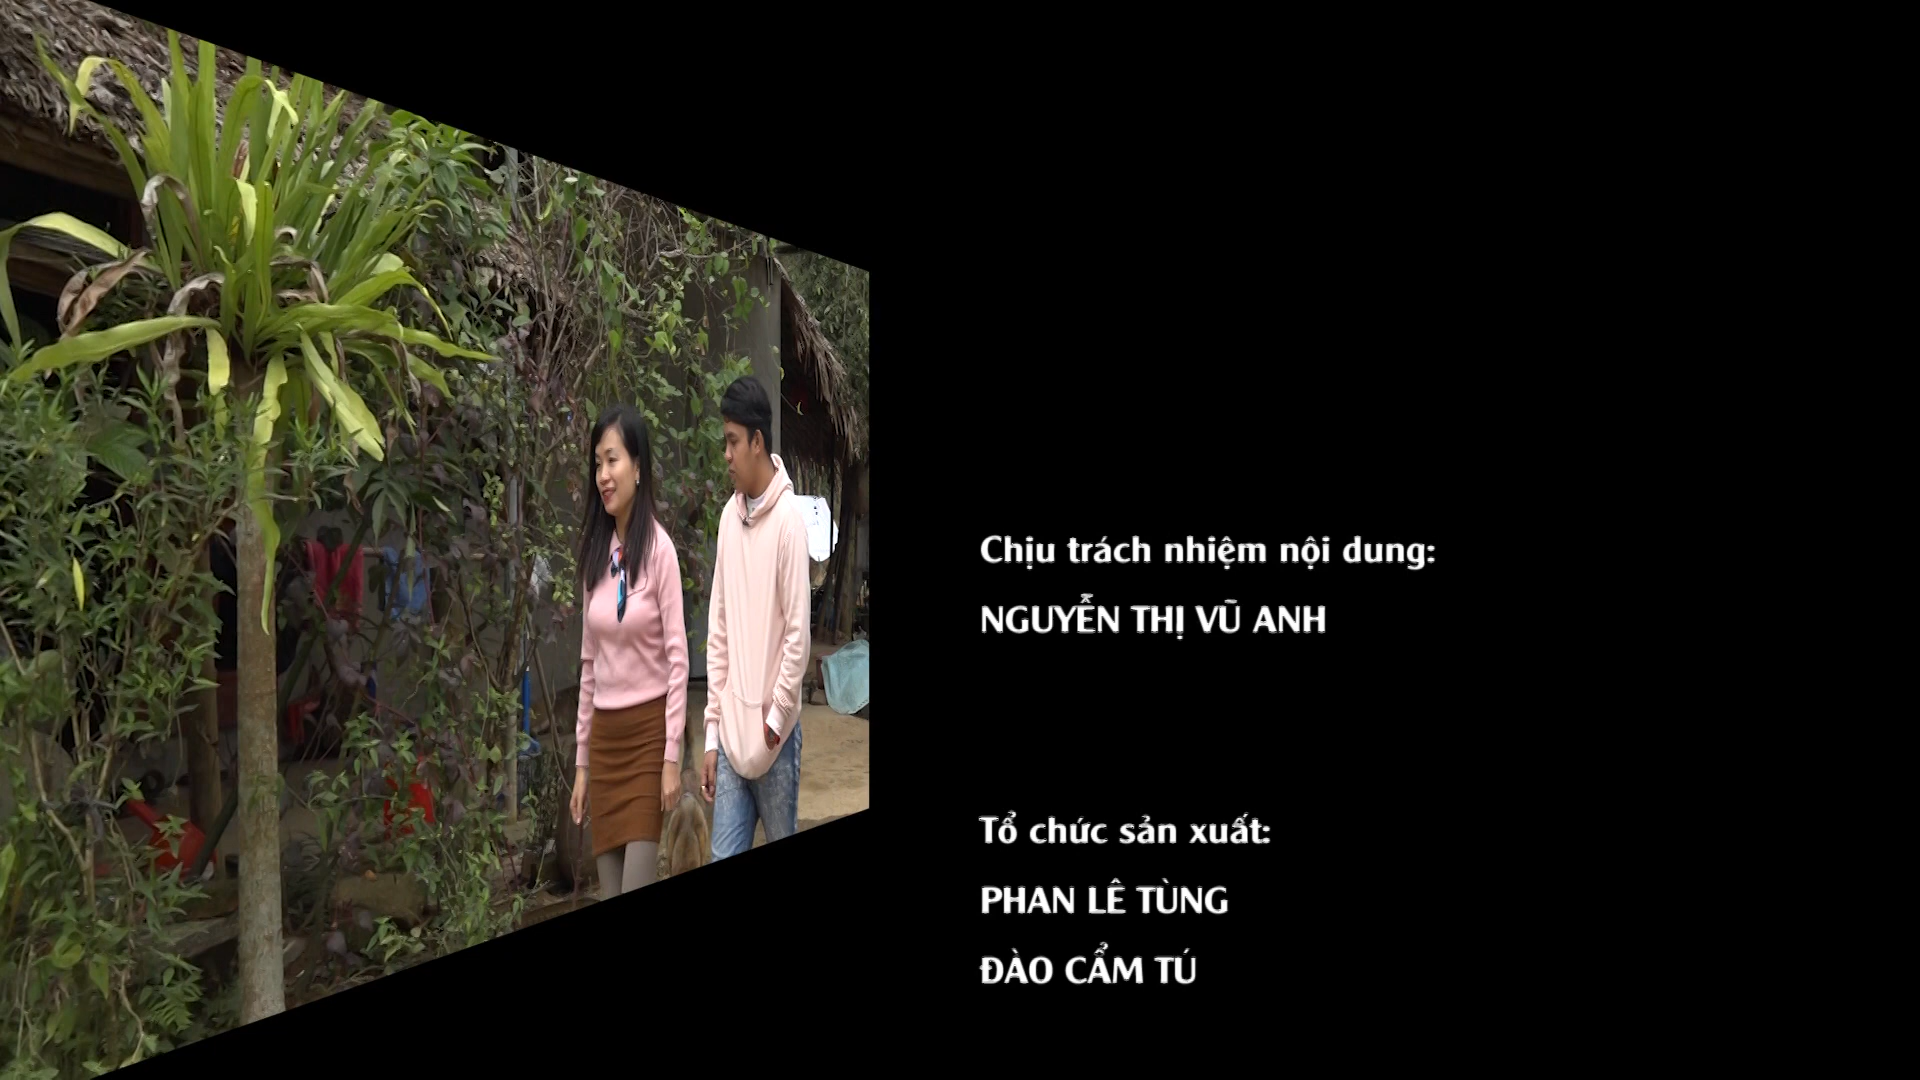 Chịu trách nhiệm nội dung:
NGUYỄN THỊ VŨ ANH
Tổ chức sản xuất:
PHAN LÊ TÙNG
ĐÀO CẨM TÚ